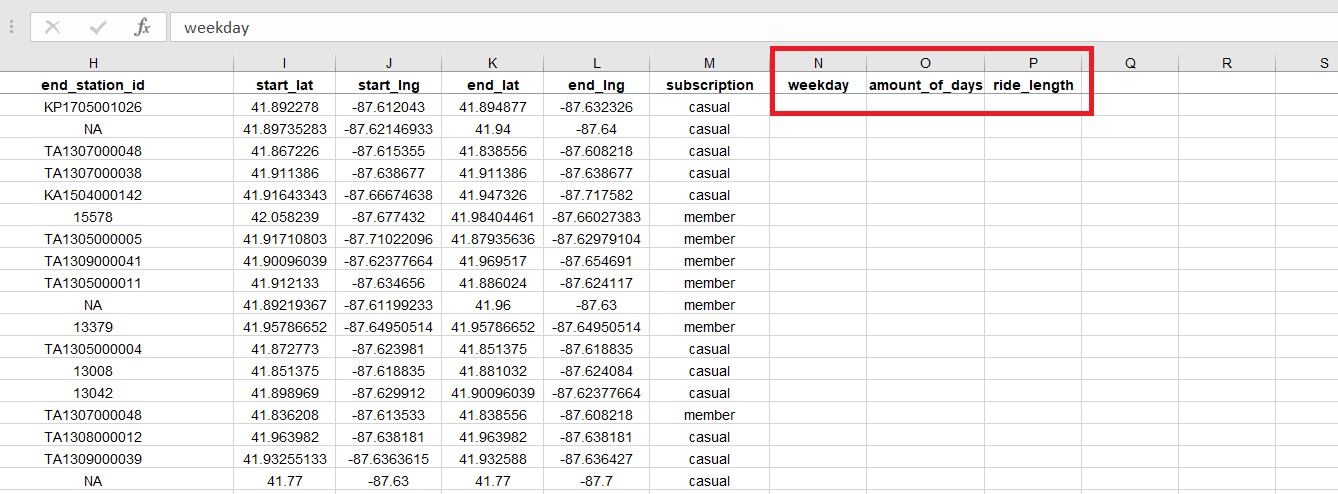 fx weekday
H I J K L M N O P Q R S
end_station_id start_lat start_lng end_lat end_lng subscription weekday amount_of_days ride_length
KP1705001026 41.892278 -87.612043 41.894877 -87.632326 casual
NA 41.89735283 -87.62146933 41.94 -87.64 casual
TA1307000048 41.867226 -87.615355 41.838556 -87.608218 casual
TA1307000038 41.911386 -87.638677 41.911386 -87.638677 casual
KA1504000142 41.91643343 -87.66674638 41.947326 -87.717582 casual
15578 42.058239 -87.677432 41.98404461 -87.66027383 member
TA1305000005 41.91710803 -87.71022096 41.87935636 -87.62979104 member
TA1309000041 41.90096039 -87.62377664 41.969517 -87.654691 member
TA1305000011 41.912133 -87.634656 41.886024 -87.624117 member
NA 41.89219367 -87.61199233 41.96 -87.63 member
13379 41.95786652 -87.64950514 41.95786652 -87.64950514 member
TA1305000004 41.872773 -87.623981 41.851375 -87.618835 casual
13008 41.851375 -87.618835 41.881032 -87.624084 casual
13042 41.898969 -87.629912 41.90096039 -87.62377664 casual
TA1307000048 41.836208 -87.613533 41.838556 -87.608218 member
TA1308000012 41.963982 -87.638181 41.963982 -87.638181 casual
TA1309000039 41.93255133 -87.6363615 41.932588 -87.636427 casual
NA 41.77 -87.63 41.77 -87.7 casual